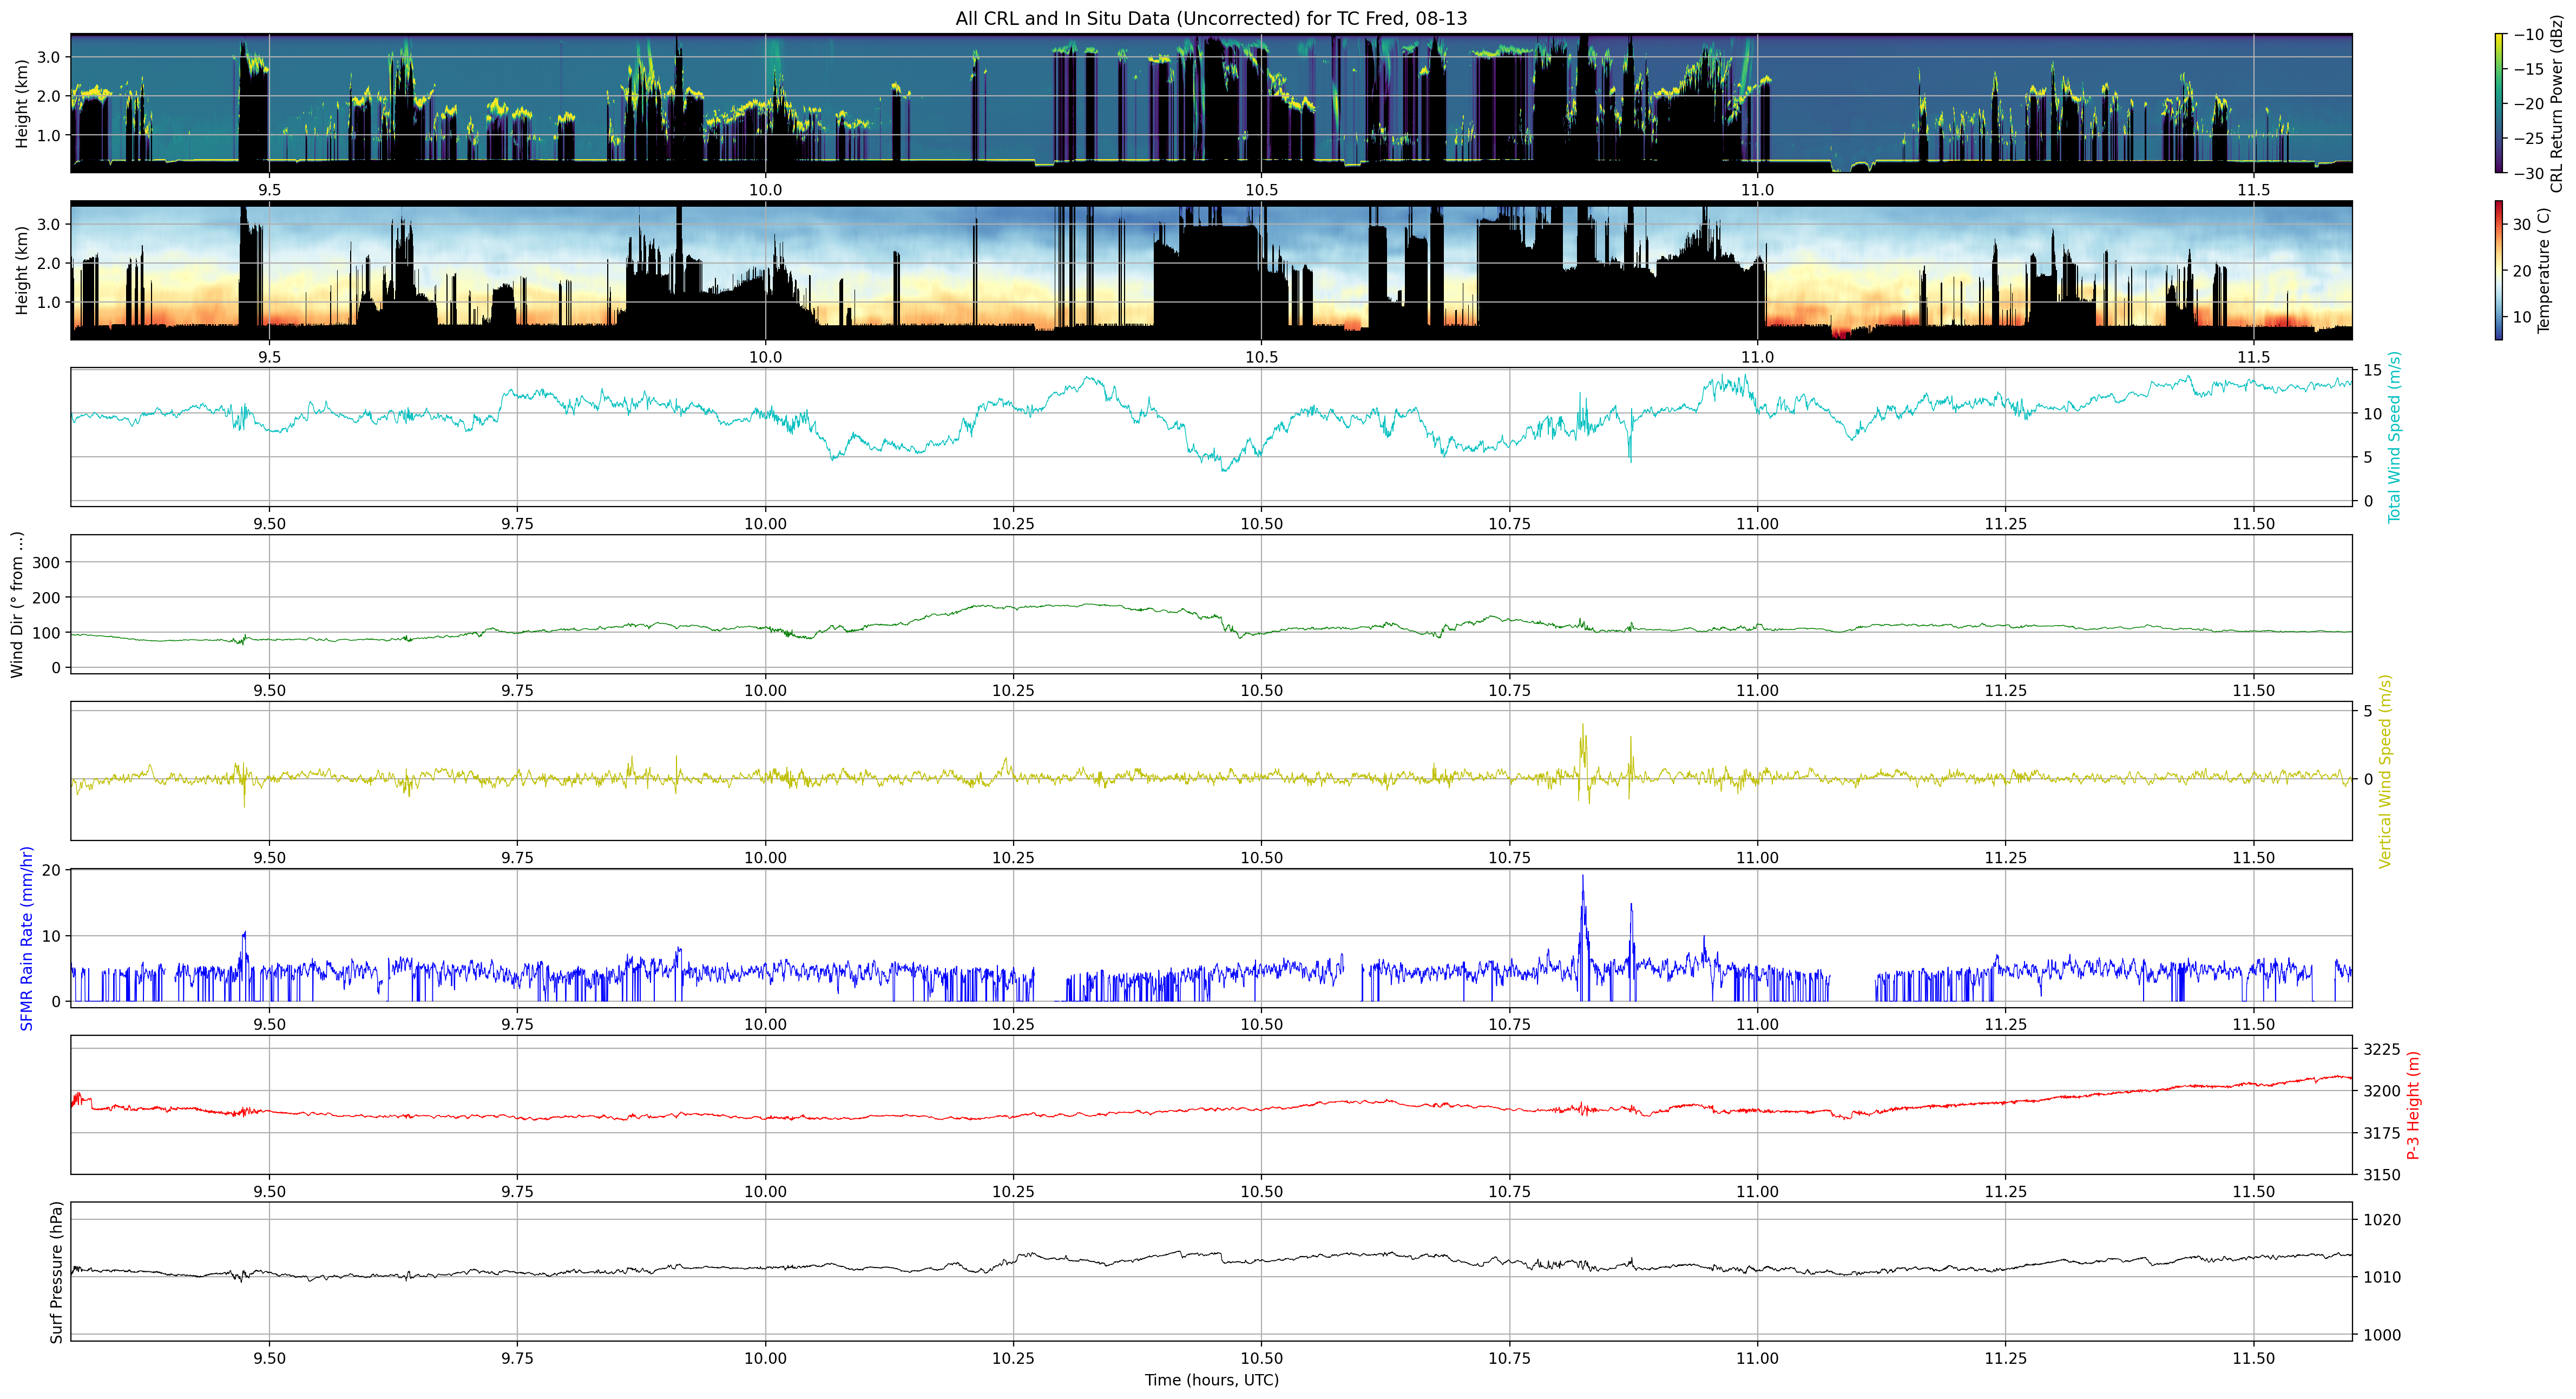 All CRL and In Situ Data (Uncorrected) for TC Fred, 08-13
Height (km)
3.0
2.0
1.0
9.5 10.0 10.5 11.0 11.5
−10
−15
−20
−25
−30
CRL Return Power (dBz)
Height (km)
3.0
2.0
1.0
9.5 10.0 10.5 11.0 11.5
30
20
10
Temperature ( C)
15
10
5
0
Total Wind Speed (m/s)
9.50 9.75 10.00 10.25 10.50 10.75 11.00 11.25 11.50
Wind Dir (° from ...)
300
200
100
0
9.50 9.75 10.00 10.25 10.50 10.75 11.00 11.25 11.50
5
0
Vertical Wind Speed (m/s)
9.50 9.75 10.00 10.25 10.50 10.75 11.00 11.25 11.50
SFMR Rain Rate (mm/hr)
20
10
0
9.50 9.75 10.00 10.25 10.50 10.75 11.00 11.25 11.50
3225
3200
3175
3150
P-3 Height (m)
9.50 9.75 10.00 10.25 10.50 10.75 11.00 11.25 11.50
Surf Pressure (hPa)
1020
1010
1000
9.50 9.75 10.00 10.25 10.50 10.75 11.00 11.25 11.50
Time (hours, UTC)